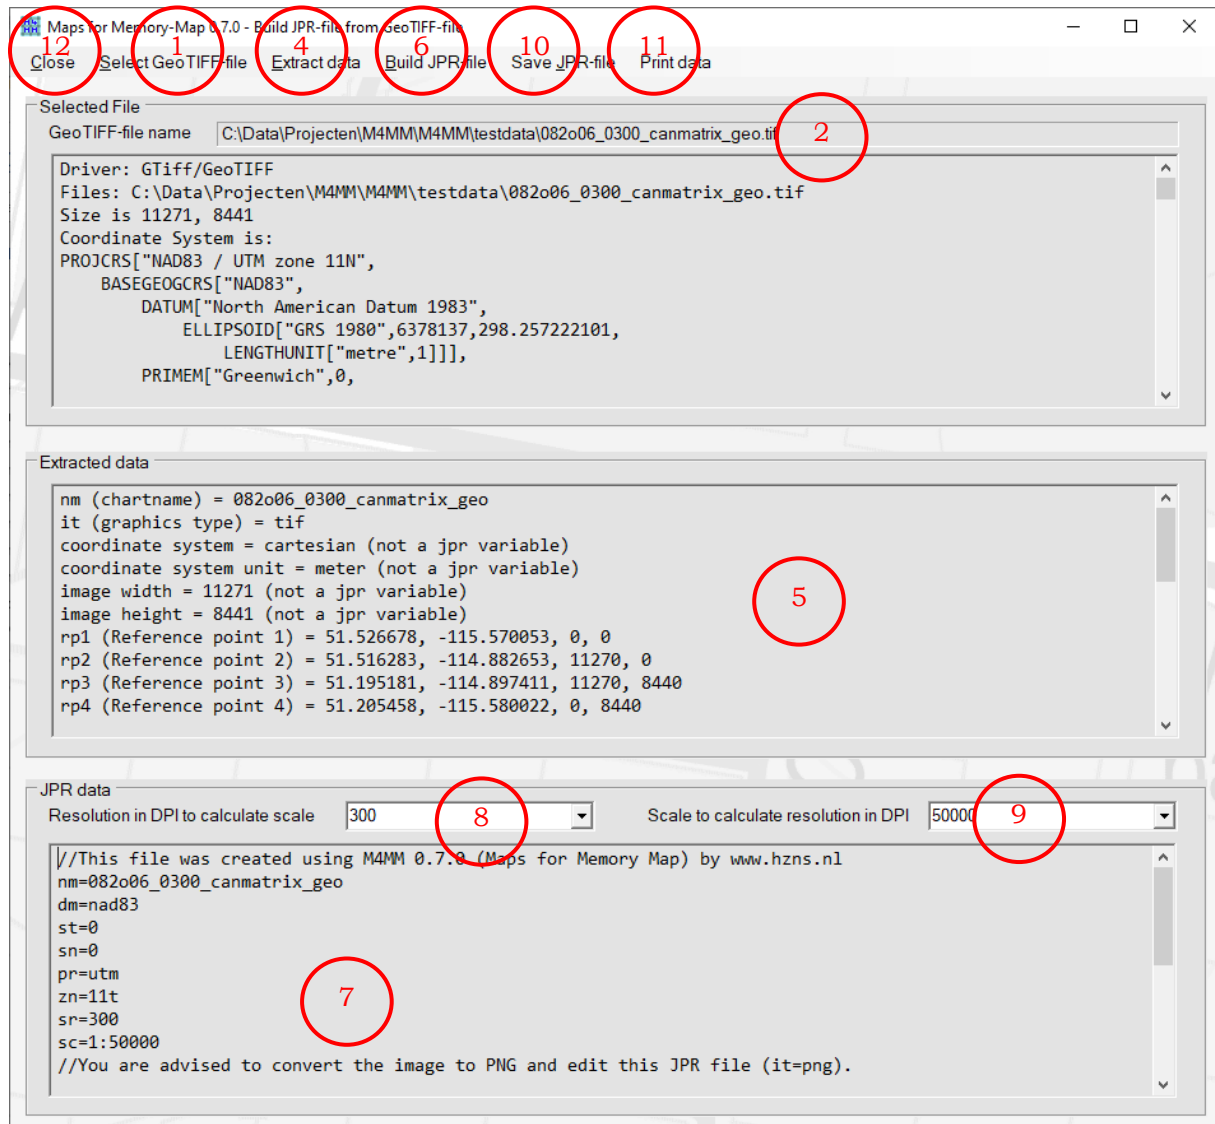 Maps for Memory-Map 0.7.0 - Build JPR-file from GeoTIFF-file
12 1 4 6 10 11
Close Select GeoTIFF-file Extract data Build JPR-file Save JPR-file Print data
Selected File
GeoTIFF-file name C:\Data\Projecten\M4MM\M4MM\testdata\082o06_0300_canmatrix_geo.tif 2
Driver: GTiff/GeoTIFF
Files: C:\Data\Projecten\M4MM\M4MM\testdata\082o06_0300_canmatrix_geo.tif
Size is 11271, 8441
Coordinate System is:
PROJCRS["NAD83 / UTM zone 11N",
BASEGEOGCRS["NAD83",
DATUM["North American Datum 1983",
ELLIPSOID["GRS 1980",6378137,298.257222101,
LENGTHUNIT["metre",1]]],
PRIMEM["Greenwich",0,
Extracted data
nm (chartname) = 082o06_0300_canmatrix_geo
it (graphics type) = tif
coordinate system = cartesian (not a jpr variable)
coordinate system unit = meter (not a jpr variable)
image width = 11271 (not a jpr variable)
5
image height = 8441 (not a jpr variable)
rp1 (Reference point 1) = 51.526678, -115.570053, 0, 0
rp2 (Reference point 2) = 51.516283, -114.882653, 11270, 0
rp3 (Reference point 3) = 51.195181, -114.897411, 11270, 8440
rp4 (Reference point 4) = 51.205458, -115.580022, 0, 8440
JPR data
Resolution in DPI to calculate scale 300 8 Scale to calculate resolution in DPI 50000 9
//This file was created using M4MM 0.7.0 (Maps for Memory Map) by www.hzns.nl
nm=082o06_0300_canmatrix_geo
dm=nad83
st=0
sn=0
pr=utm
zn=11t 7
sr=300
sc=1:50000
//You are advised to convert the image to PNG and edit this JPR file (it=png).